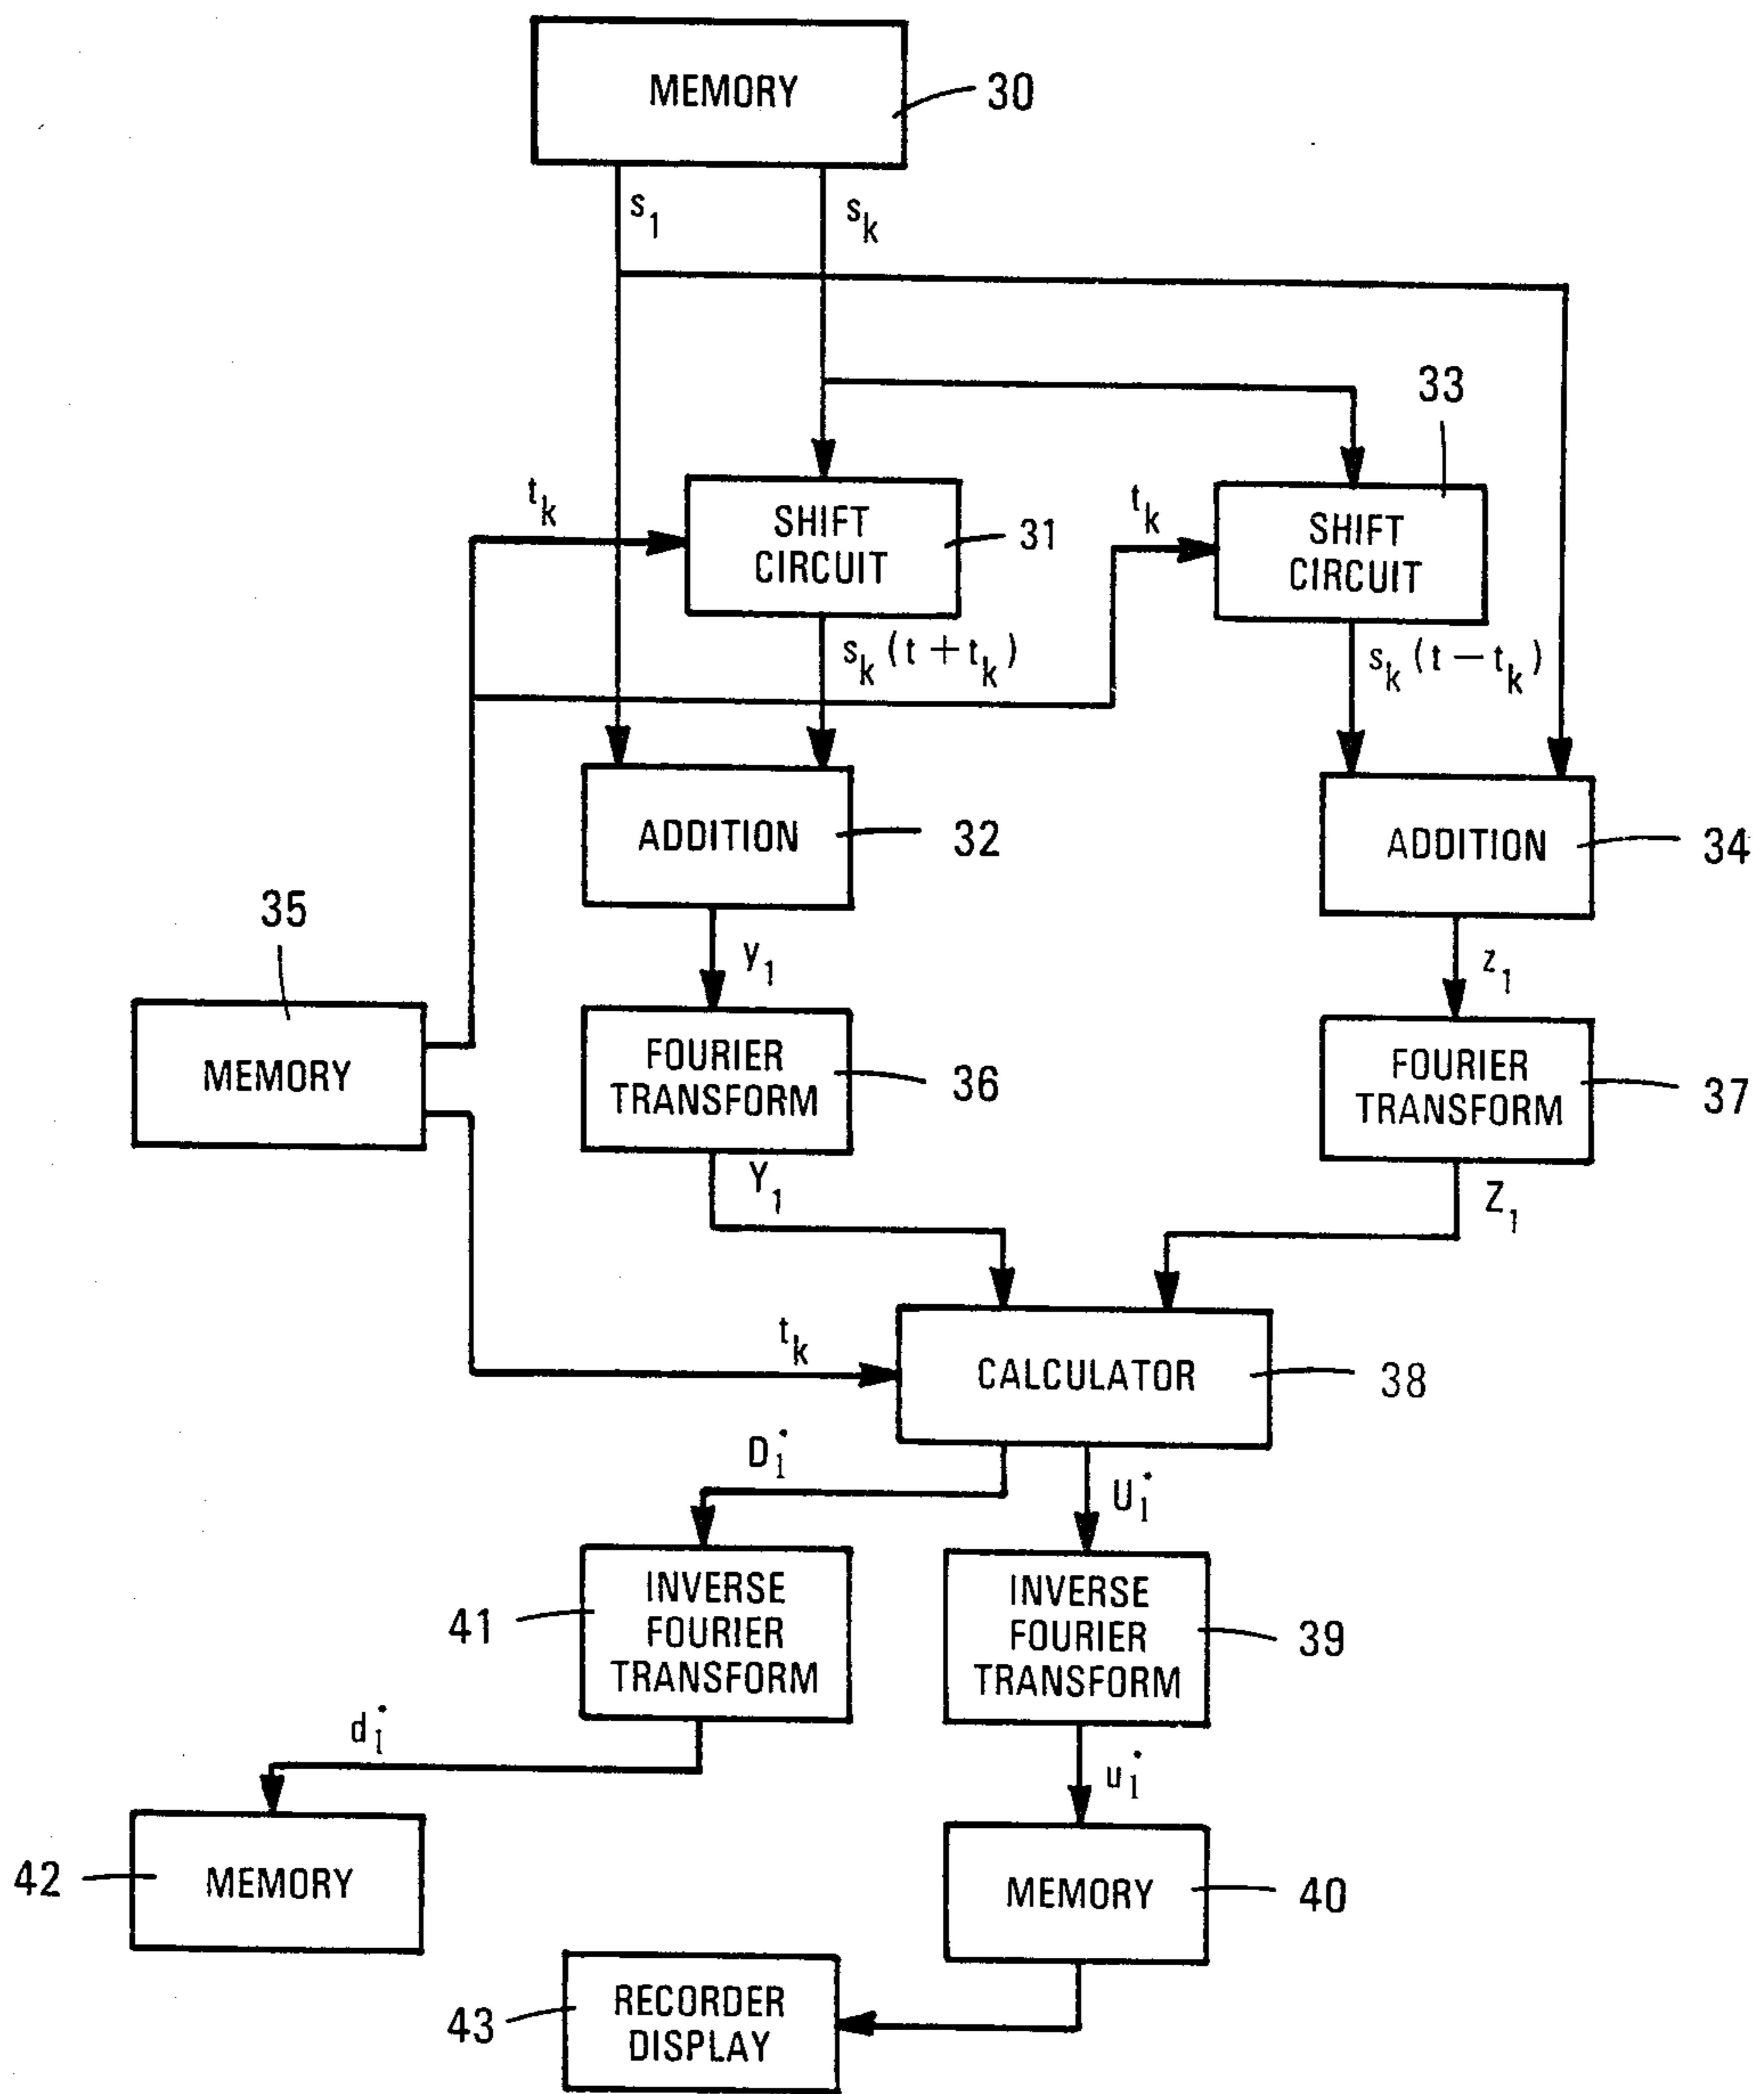 MEMORY
30
s₁
sₖ
33
tₖ
SHIFT
CIRCUIT
31
tₖ
SHIFT
CIRCUIT
sₖ (t + tₖ)
sₖ (t − tₖ)
ADDITION
32
ADDITION
34
35
y₁
z₁
MEMORY
FOURIER
TRANSFORM
36
FOURIER
TRANSFORM
37
Y₁
Z₁
tₖ
CALCULATOR
38
D₁*
U₁*
41
INVERSE
FOURIER
TRANSFORM
INVERSE
FOURIER
TRANSFORM
39
d₁*
u₁*
42
MEMORY
MEMORY
40
43
RECORDER
DISPLAY